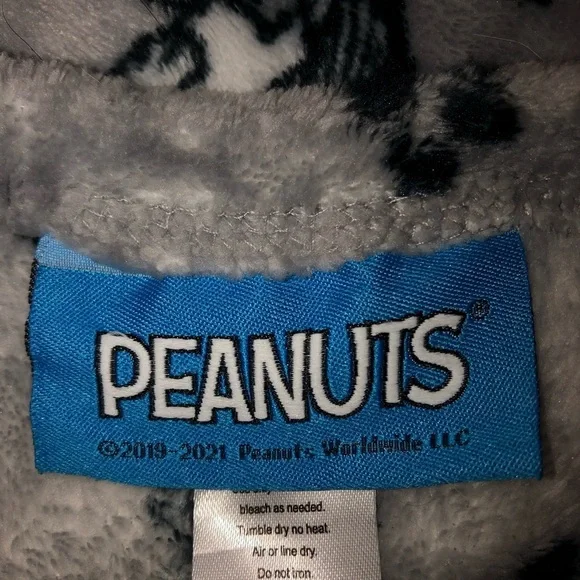 PEANUTS®
©2019-2021 Peanuts Worldwide LLC
bleach as needed.
Tumble dry no heat.
Air or line dry.
Do not iron.